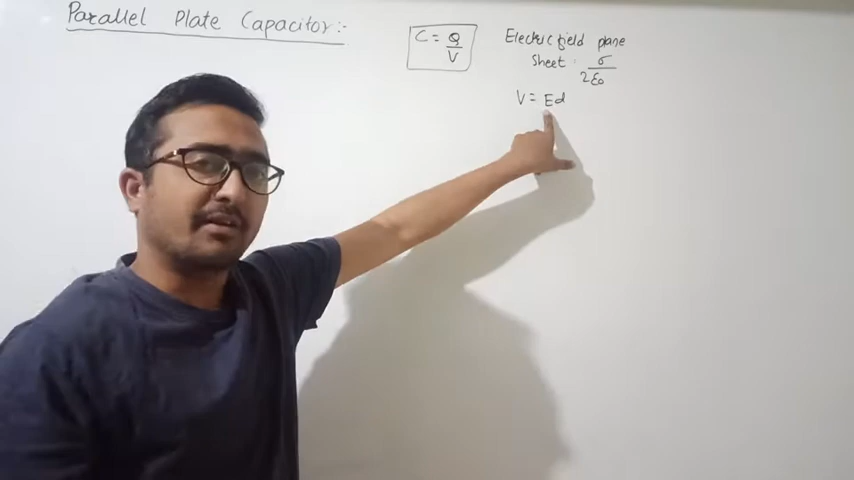 Parallel Plate Capacitor :-
C = Q/V
Electric field plane
sheet : σ/2ε₀
V = Ed